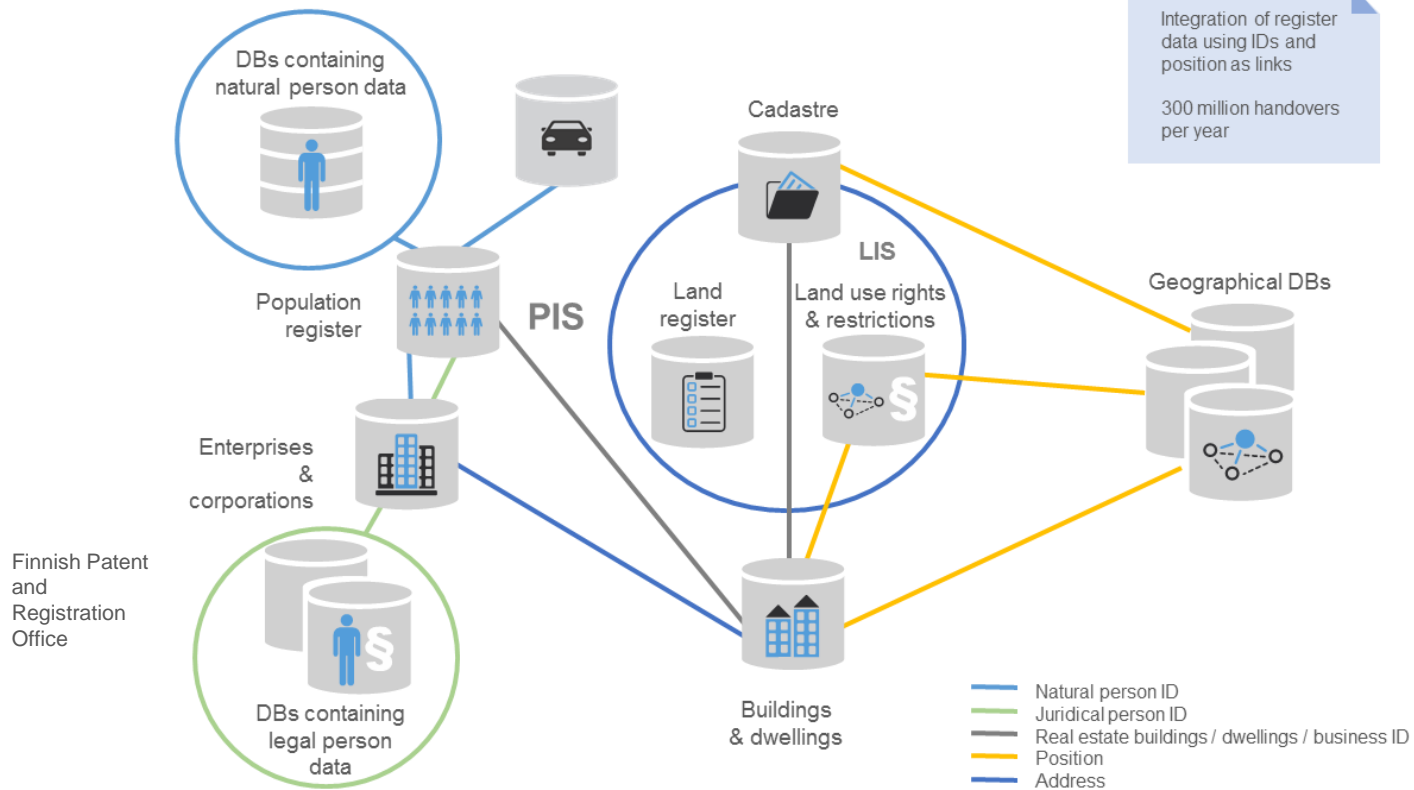 Integration of register
data using IDs and
position as links
300 million handovers
per year
DBs containing
natural person data
Cadastre
LIS
Geographical DBs
Population
register
PIS
Land
register
Land use rights
& restrictions
§
Enterprises
&
corporations
Finnish Patent
and
Registration
Office
§
DBs containing
legal person
data
Buildings
& dwellings
Natural person ID
Juridical person ID
Real estate buildings / dwellings / business ID
Position
Address